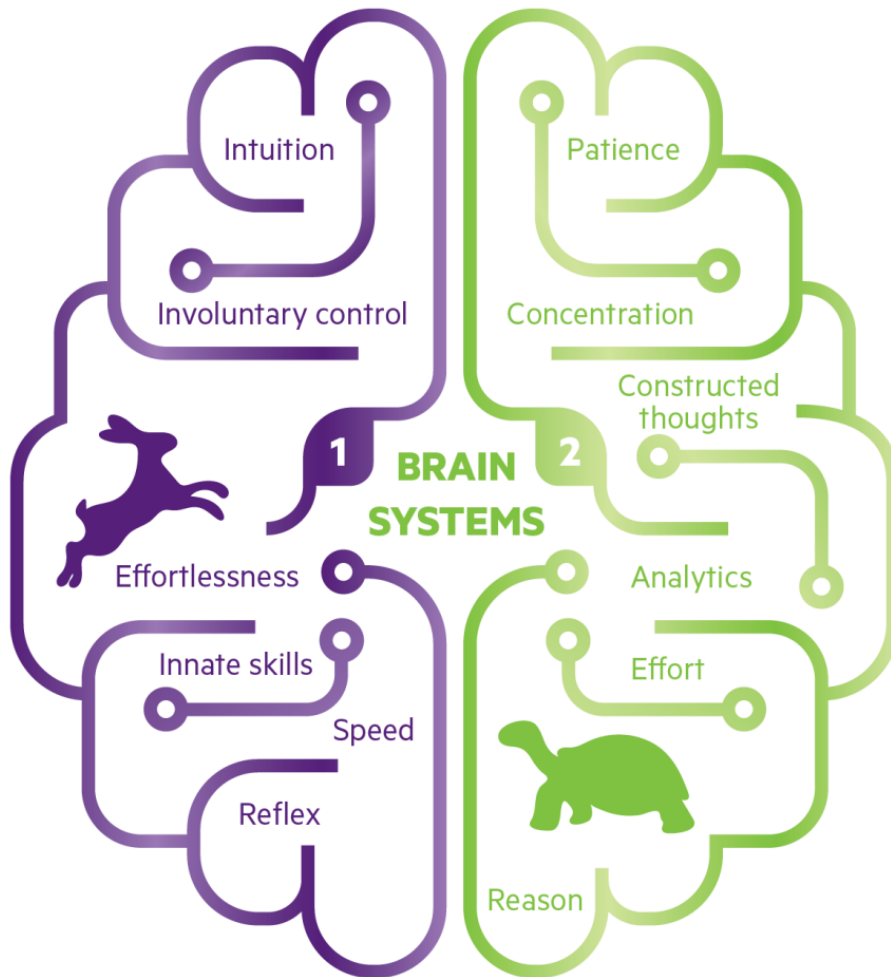 Intuition
Involuntary control
1
Effortlessness
Innate skills
Speed
Reflex
BRAIN
SYSTEMS
Patience
Concentration
Constructed
thoughts
2
Analytics
Effort
Reason